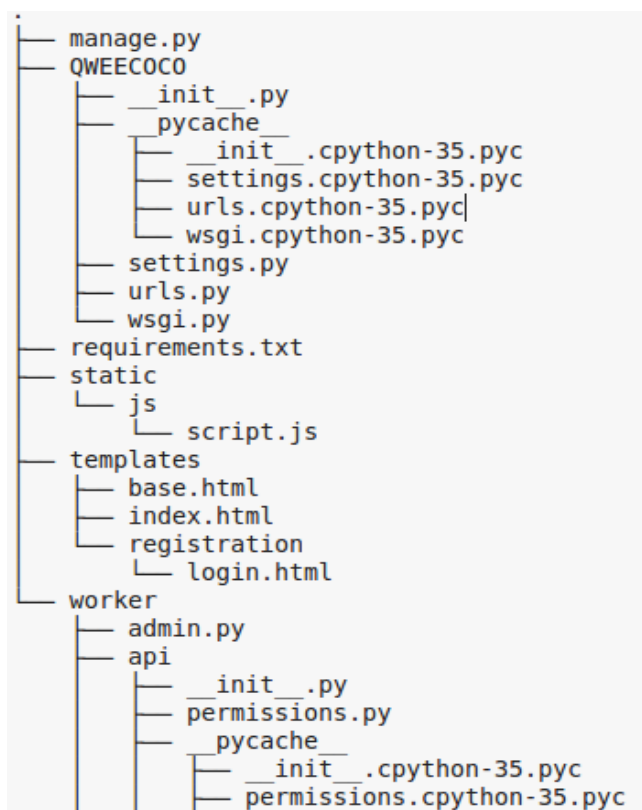 .
├── manage.py
├── QWEECOCO
│   ├── __init__.py
│   ├── __pycache__
│   │   ├── __init__.cpython-35.pyc
│   │   ├── settings.cpython-35.pyc
│   │   ├── urls.cpython-35.pyc
│   │   └── wsgi.cpython-35.pyc
│   ├── settings.py
│   ├── urls.py
│   └── wsgi.py
├── requirements.txt
├── static
│   └── js
│       └── script.js
├── templates
│   ├── base.html
│   ├── index.html
│   └── registration
│       └── login.html
└── worker
    ├── admin.py
    ├── api
    │   ├── __init__.py
    │   ├── permissions.py
    │   ├── __pycache__
    │   │   ├── __init__.cpython-35.pyc
    │   │   ├── permissions.cpython-35.pyc